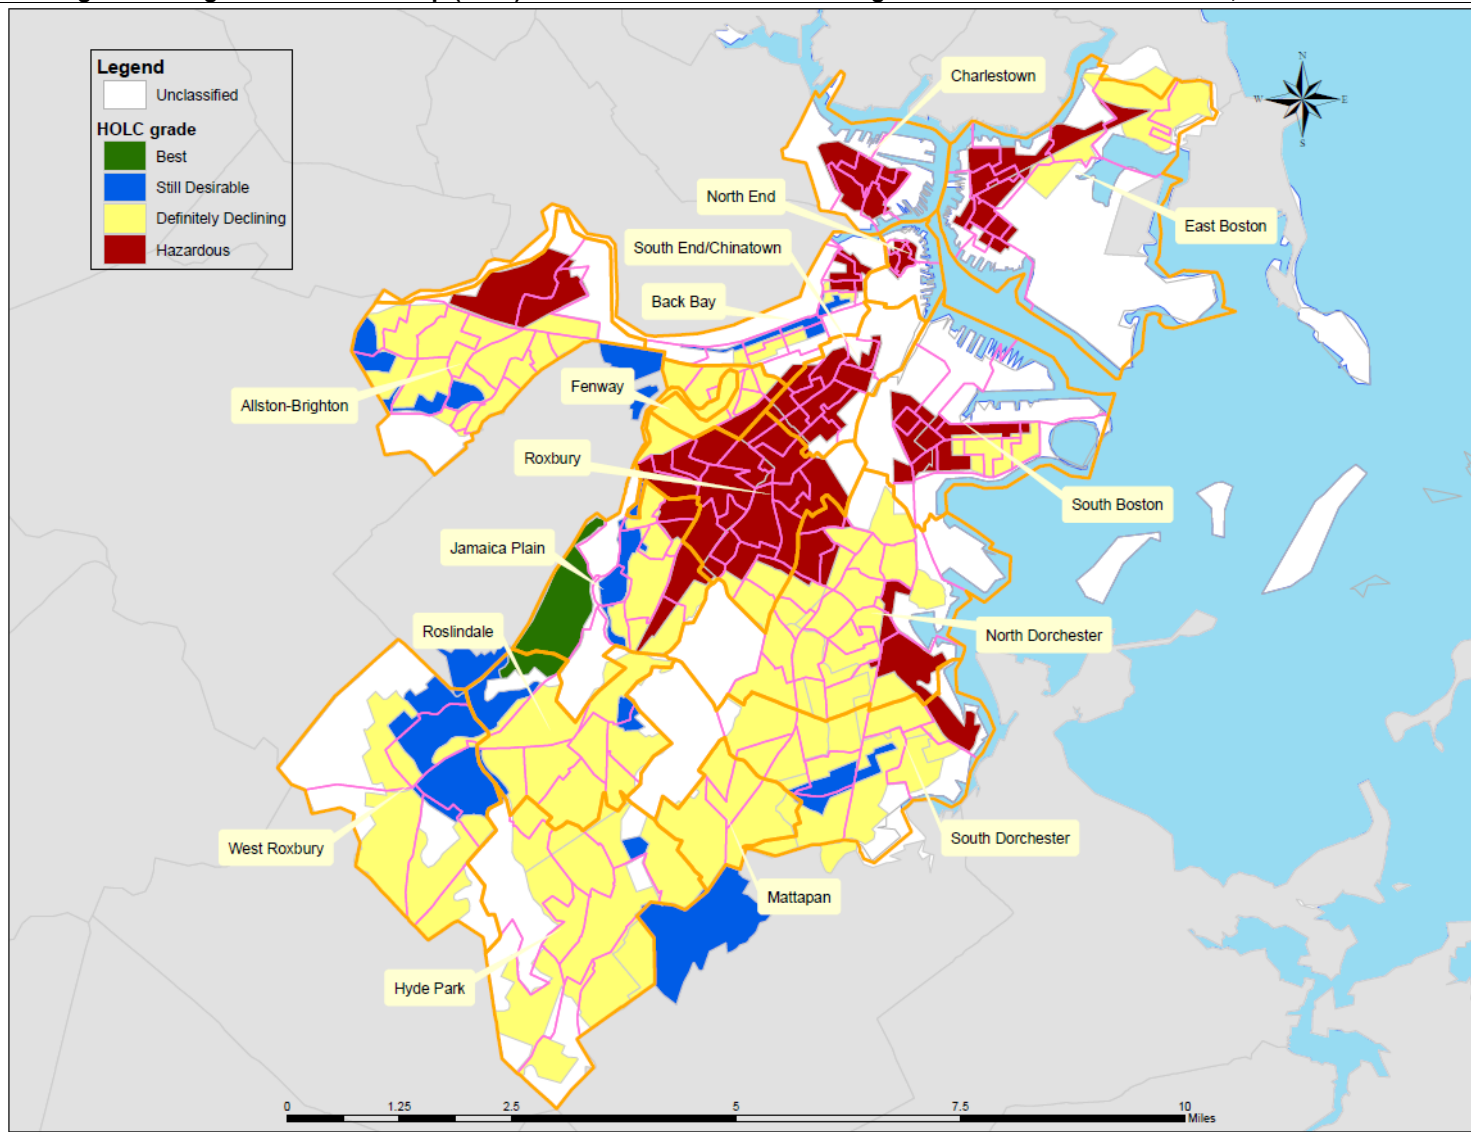 Legend
Unclassified
HOLC grade
Best
Still Desirable
Definitely Declining
Hazardous
N
W E
S
Charlestown
North End
East Boston
South End/Chinatown
Back Bay
Fenway
Allston-Brighton
Roxbury
South Boston
Jamaica Plain
Roslindale
North Dorchester
West Roxbury
South Dorchester
Mattapan
Hyde Park
0 1.25 2.5 5 7.5 10
Miles